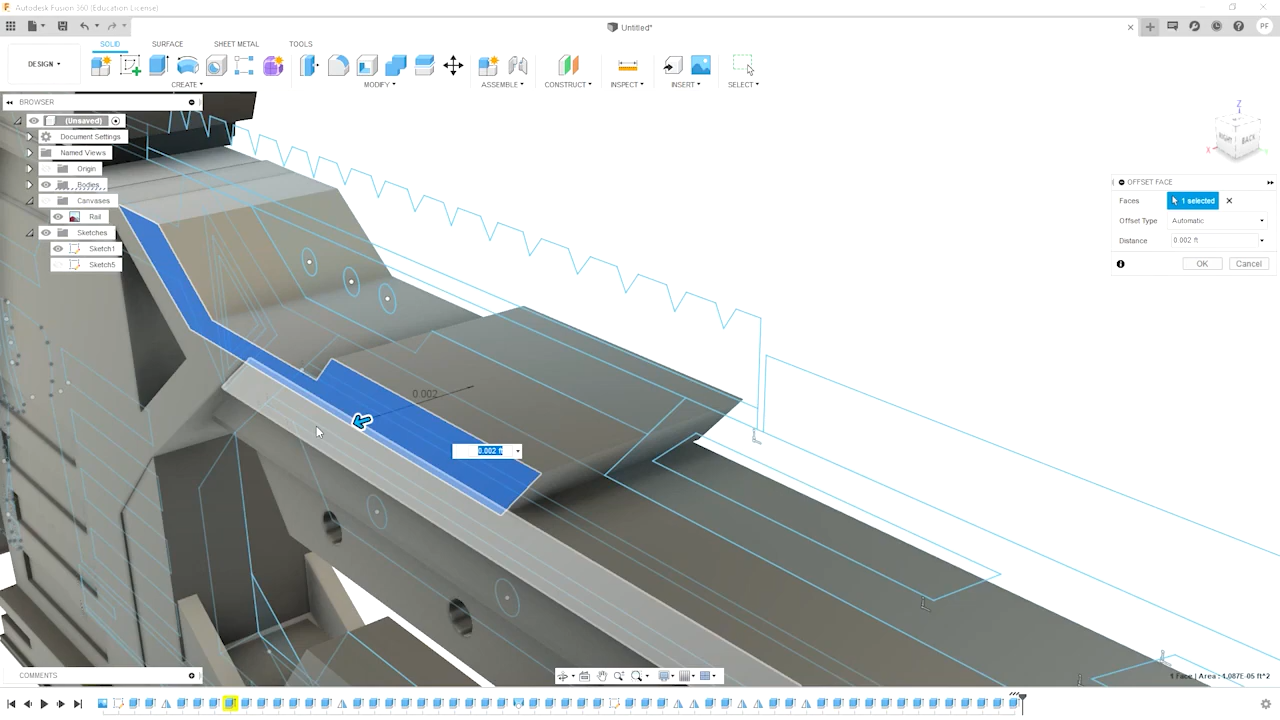 Autodesk Fusion 360 (Education License)
Untitled*
PF
SOLID SURFACE SHEET METAL TOOLS
DESIGN
CREATE MODIFY ASSEMBLE CONSTRUCT INSPECT INSERT SELECT
BROWSER
(Unsaved)
Document Settings
Named Views
Origin
Bodies
Canvases
Rail
Sketches
Sketch1
Sketch5
Z
RIGHT BACK
X
OFFSET FACE
Faces 1 selected
Offset Type Automatic
Distance 0.002 ft
OK Cancel
0.002
0.002 ft
COMMENTS
1 Face | Area : 1.087E-05 ft^2